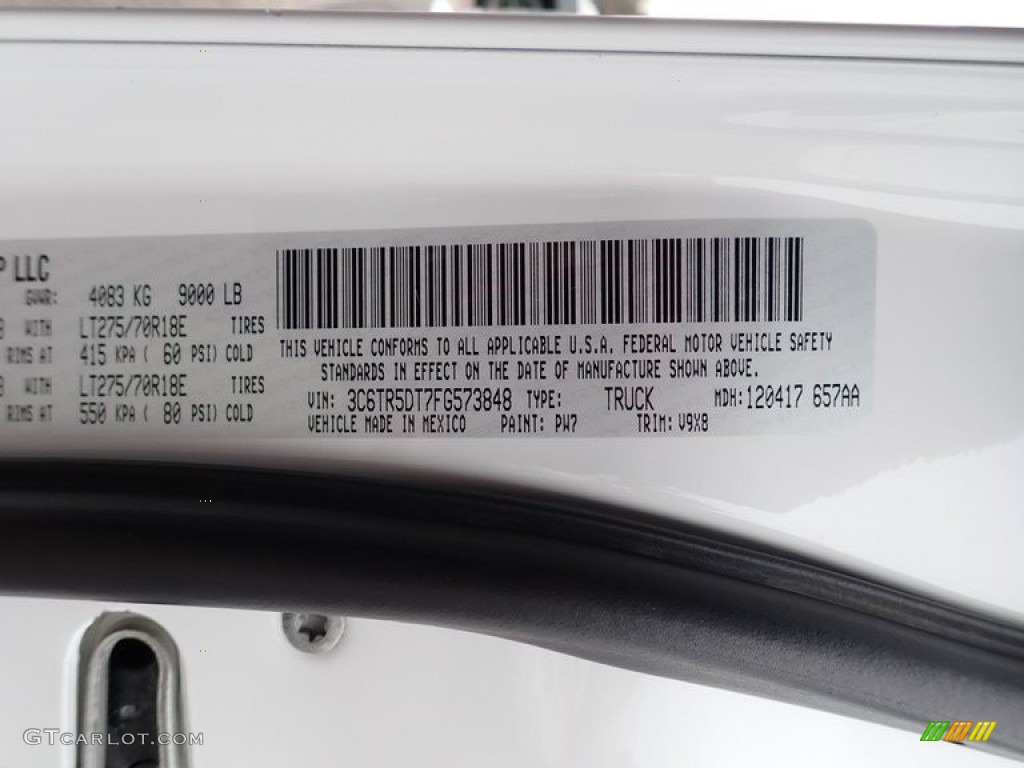 P LLC
GVWR: 4083 KG 9000 LB
WITH LT275/70R18E TIRES
RIMS AT 415 KPA ( 60 PSI) COLD
WITH LT275/70R18E TIRES
RIMS AT 550 KPA ( 80 PSI) COLD
THIS VEHICLE CONFORMS TO ALL APPLICABLE U.S.A. FEDERAL MOTOR VEHICLE SAFETY
STANDARDS IN EFFECT ON THE DATE OF MANUFACTURE SHOWN ABOVE.
VIN: 3C6TR5DT7FG573848 TYPE: TRUCK MDH: 120417 657AA
VEHICLE MADE IN MEXICO PAINT: PW7 TRIM: V9X8
GTCARLOT.COM